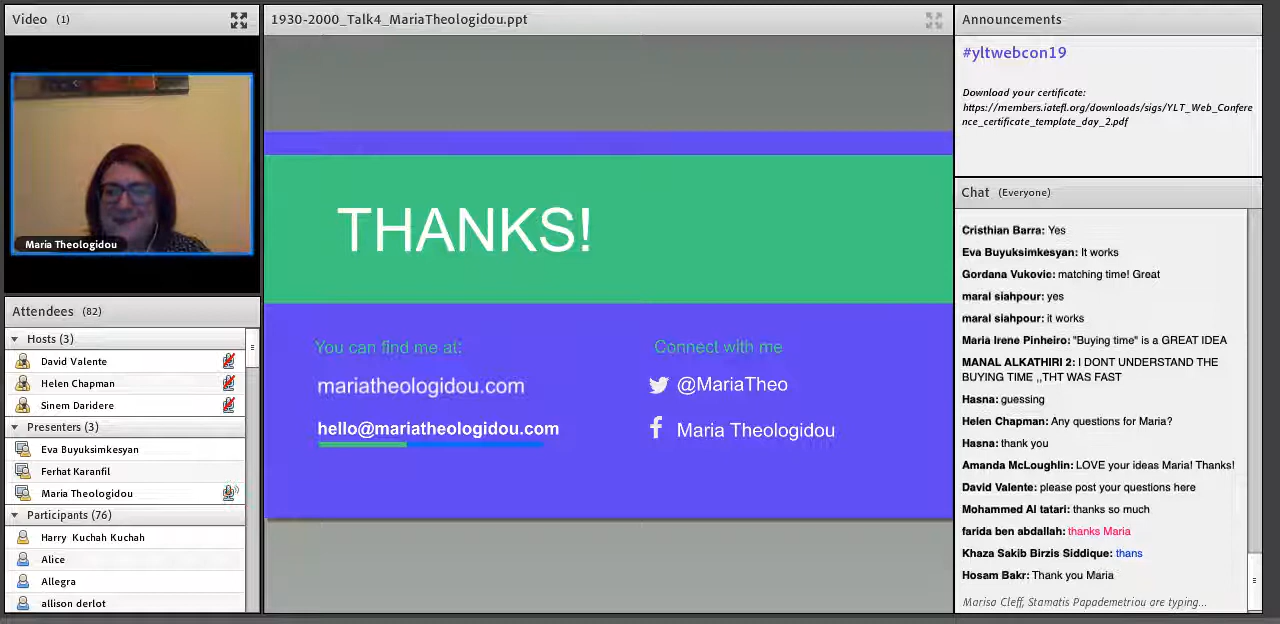 Video (1)
Maria Theologidou
Attendees (82)
Hosts (3)
David Valente
Helen Chapman
Sinem Daridere
Presenters (3)
Eva Buyuksimkesyan
Ferhat Karanfil
Maria Theologidou
Participants (76)
Harry Kuchah Kuchah
Alice
Allegra
allison derlot
1930-2000_Talk4_MariaTheologidou.ppt
THANKS!
You can find me at:
mariatheologidou.com
hello@mariatheologidou.com
Connect with me
@MariaTheo
Maria Theologidou
Announcements
#yltwebcon19
Download your certificate:
https://members.iatefl.org/downloads/sigs/YLT_Web_Confere
nce_certificate_template_day_2.pdf
Chat (Everyone)
Cristhian Barra: Yes
Eva Buyuksimkesyan: It works
Gordana Vukovic: matching time! Great
maral siahpour: yes
maral siahpour: it works
Maria Irene Pinheiro: "Buying time" is a GREAT IDEA
MANAL ALKATHIRI 2: I DONT UNDERSTAND THE
BUYING TIME ,,THT WAS FAST
Hasna: guessing
Helen Chapman: Any questions for Maria?
Hasna: thank you
Amanda McLoughlin: LOVE your ideas Maria! Thanks!
David Valente: please post your questions here
Mohammed Al tatari: thanks so much
farida ben abdallah: thanks Maria
Khaza Sakib Birzis Siddique: thans
Hosam Bakr: Thank you Maria
Marisa Cleff, Stamatis Papademetriou are typing...